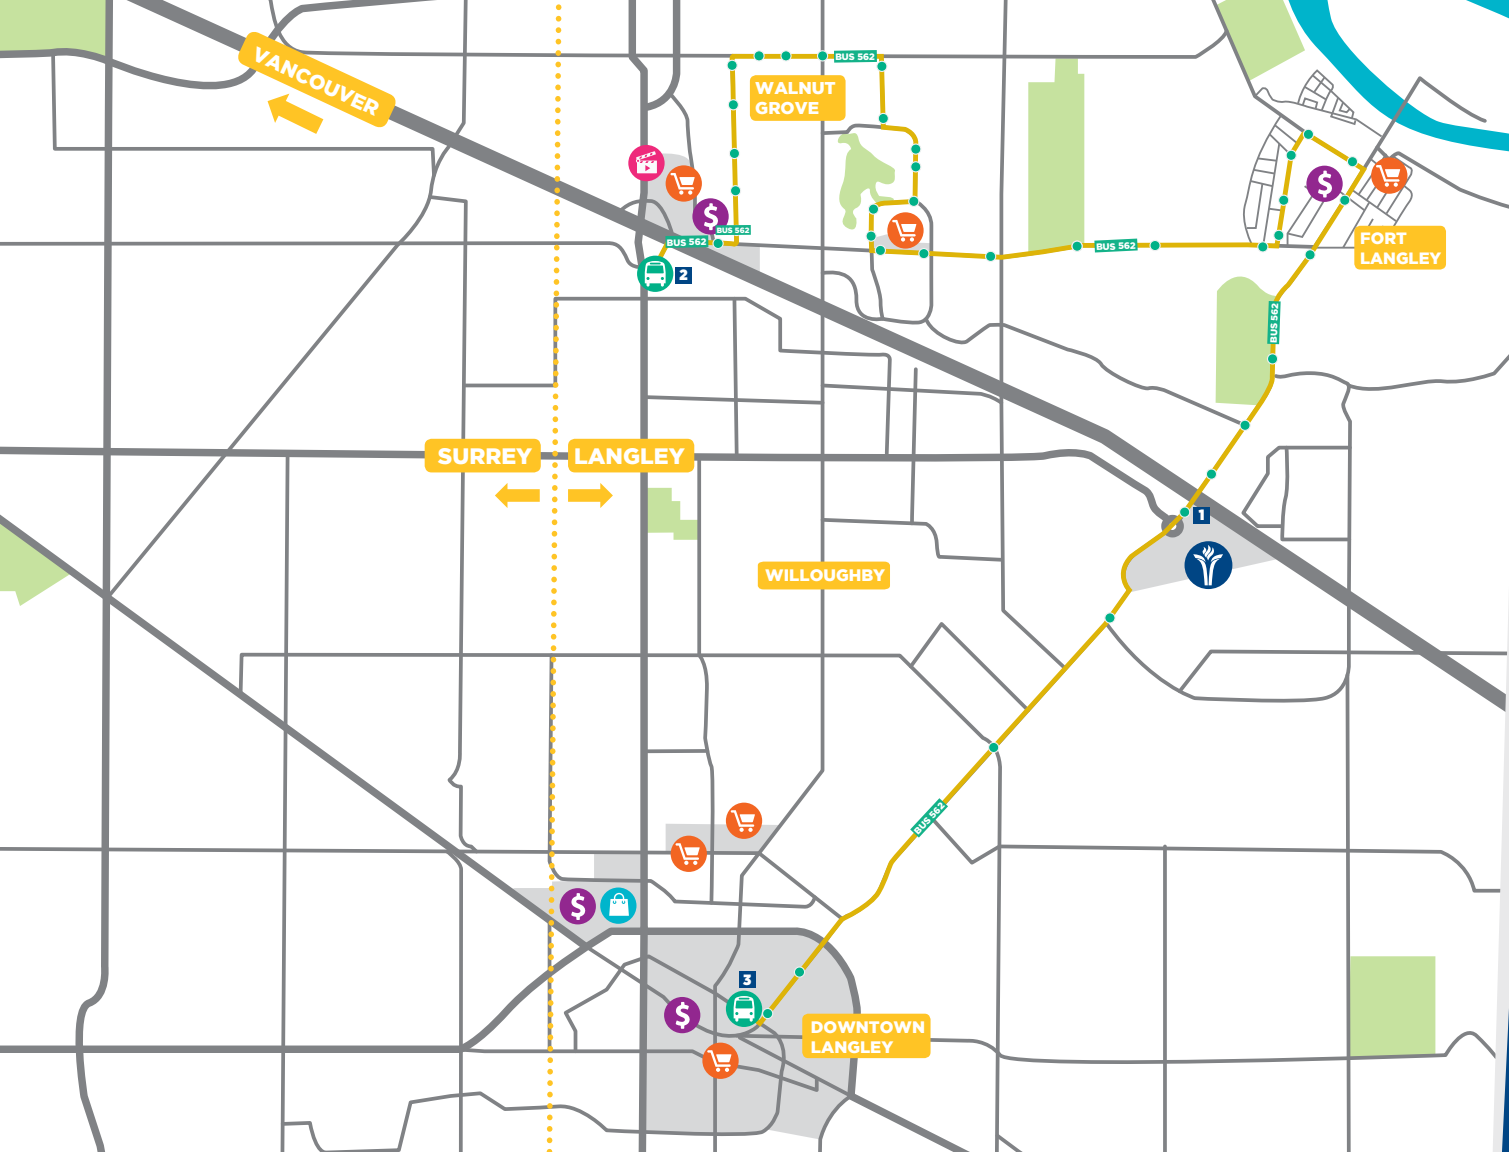 VANCOUVER
BUS 562
WALNUT
GROVE
$
$
BUS 562
BUS 562
BUS 562
FORT
LANGLEY
2
BUS 562
SURREY
LANGLEY
1
WILLOUGHBY
BUS 562
$
3
$
DOWNTOWN
LANGLEY